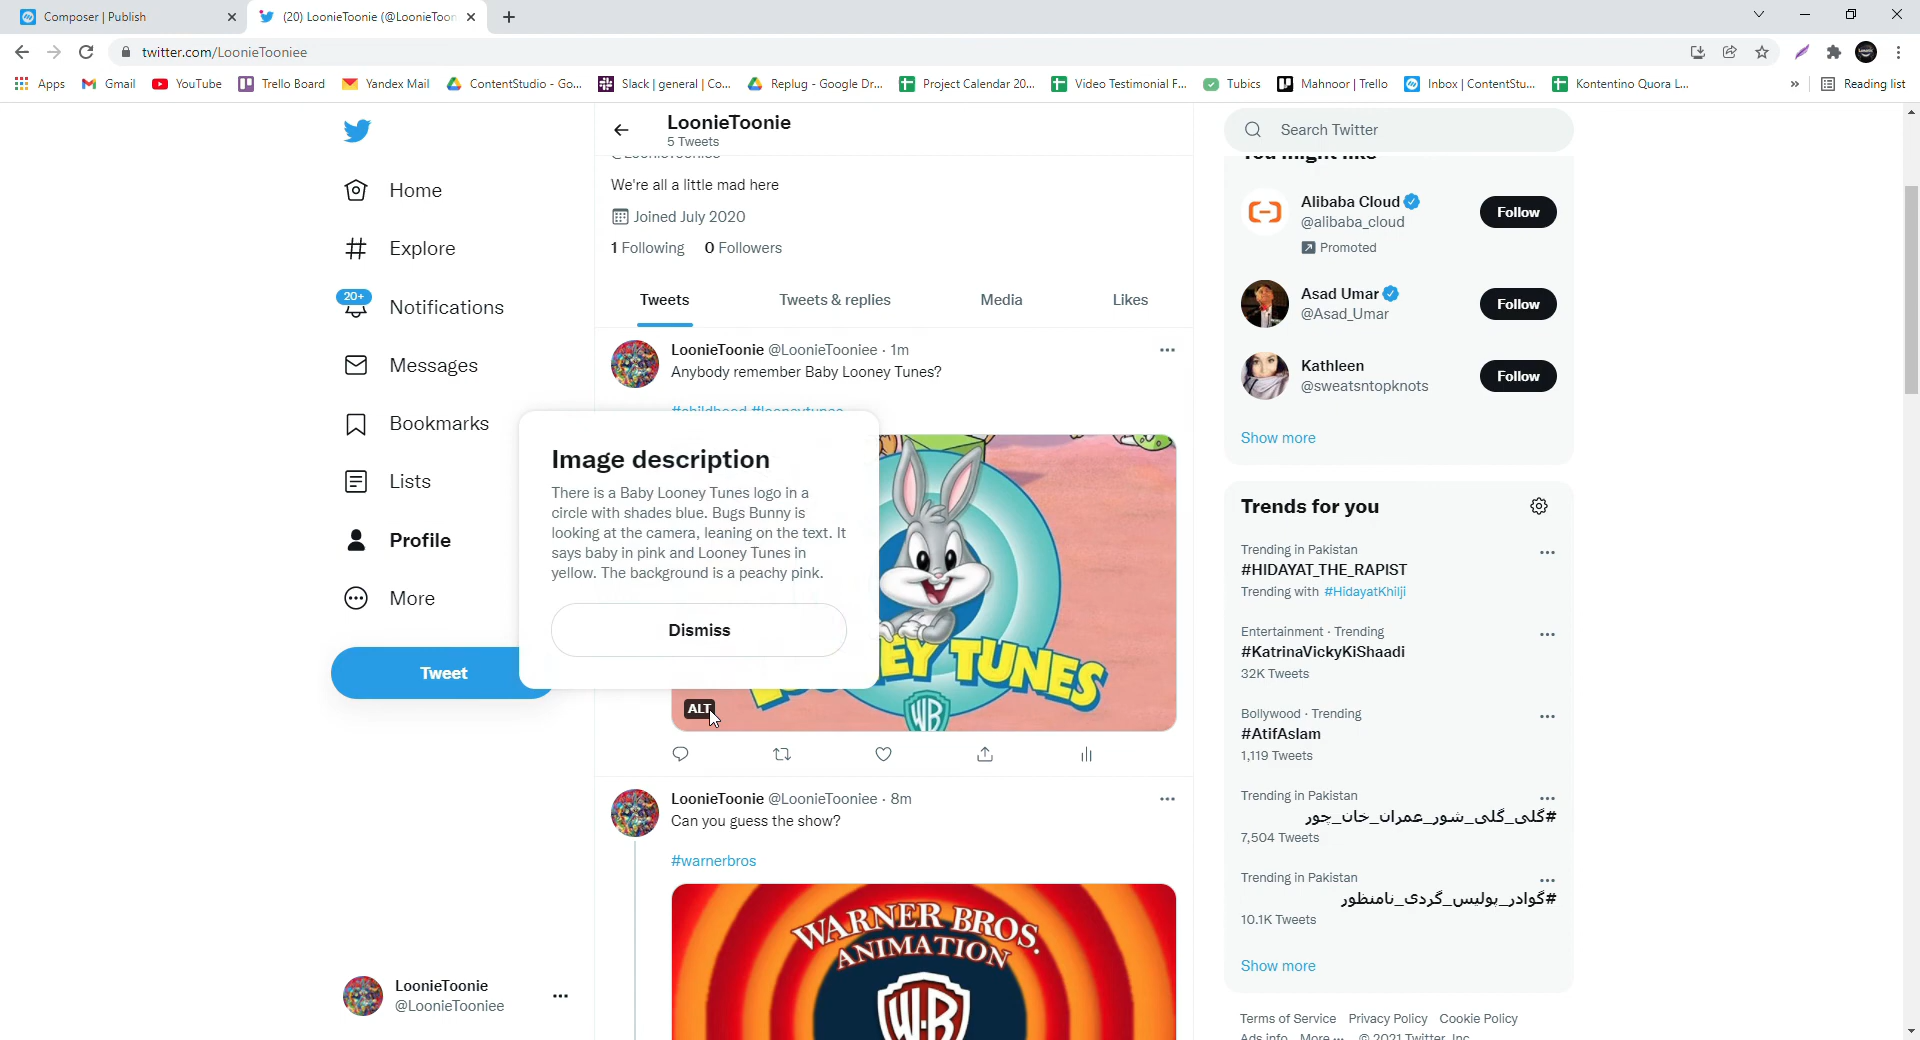 Composer | Publish
(20) LoonieToonie (@LoonieToon
twitter.com/LoonieTooniee
Apps
Gmail
YouTube
Trello Board
Yandex Mail
ContentStudio - Go...
Slack | general | Co...
Replug - Google Dr...
Project Calendar 20...
Video Testimonial F...
Tubics
Mahnoor | Trello
Inbox | ContentStu...
Kontentino Quora L...
»
Reading list
Home
Explore
20+
Notifications
Messages
Bookmarks
Lists
Profile
More
Tweet
LoonieToonie
@LoonieTooniee
LoonieToonie
5 Tweets
We're all a little mad here
Joined July 2020
1 Following 0 Followers
Tweets
Tweets & replies
Media
Likes
LoonieToonie @LoonieTooniee · 1m
Anybody remember Baby Looney Tunes?
#childhood #looneytunes
Image description
There is a Baby Looney Tunes logo in a
circle with shades blue. Bugs Bunny is
looking at the camera, leaning on the text. It
says baby in pink and Looney Tunes in
yellow. The background is a peachy pink.
Dismiss
EY TUNES
WB
ALT
LoonieToonie @LoonieTooniee · 8m
Can you guess the show?
#warnerbros
WARNER BROS.
ANIMATION
WB
Search Twitter
You might like
Alibaba Cloud
@alibaba_cloud
Promoted
Follow
Asad Umar
@Asad_Umar
Follow
Kathleen
@sweatsntopknots
Follow
Show more
Trends for you
Trending in Pakistan
#HIDAYAT_THE_RAPIST
Trending with #HidayatKhilji
Entertainment · Trending
#KatrinaVickyKiShaadi
32K Tweets
Bollywood · Trending
#AtifAslam
1,119 Tweets
Trending in Pakistan
#گلی_گلی_شور_عمران_خان_چور
7,504 Tweets
Trending in Pakistan
#گوادر_پولیس_گردی_نامنظور
10.1K Tweets
Show more
Terms of Service Privacy Policy Cookie Policy
Ads info More ... © 2021 Twitter, Inc.